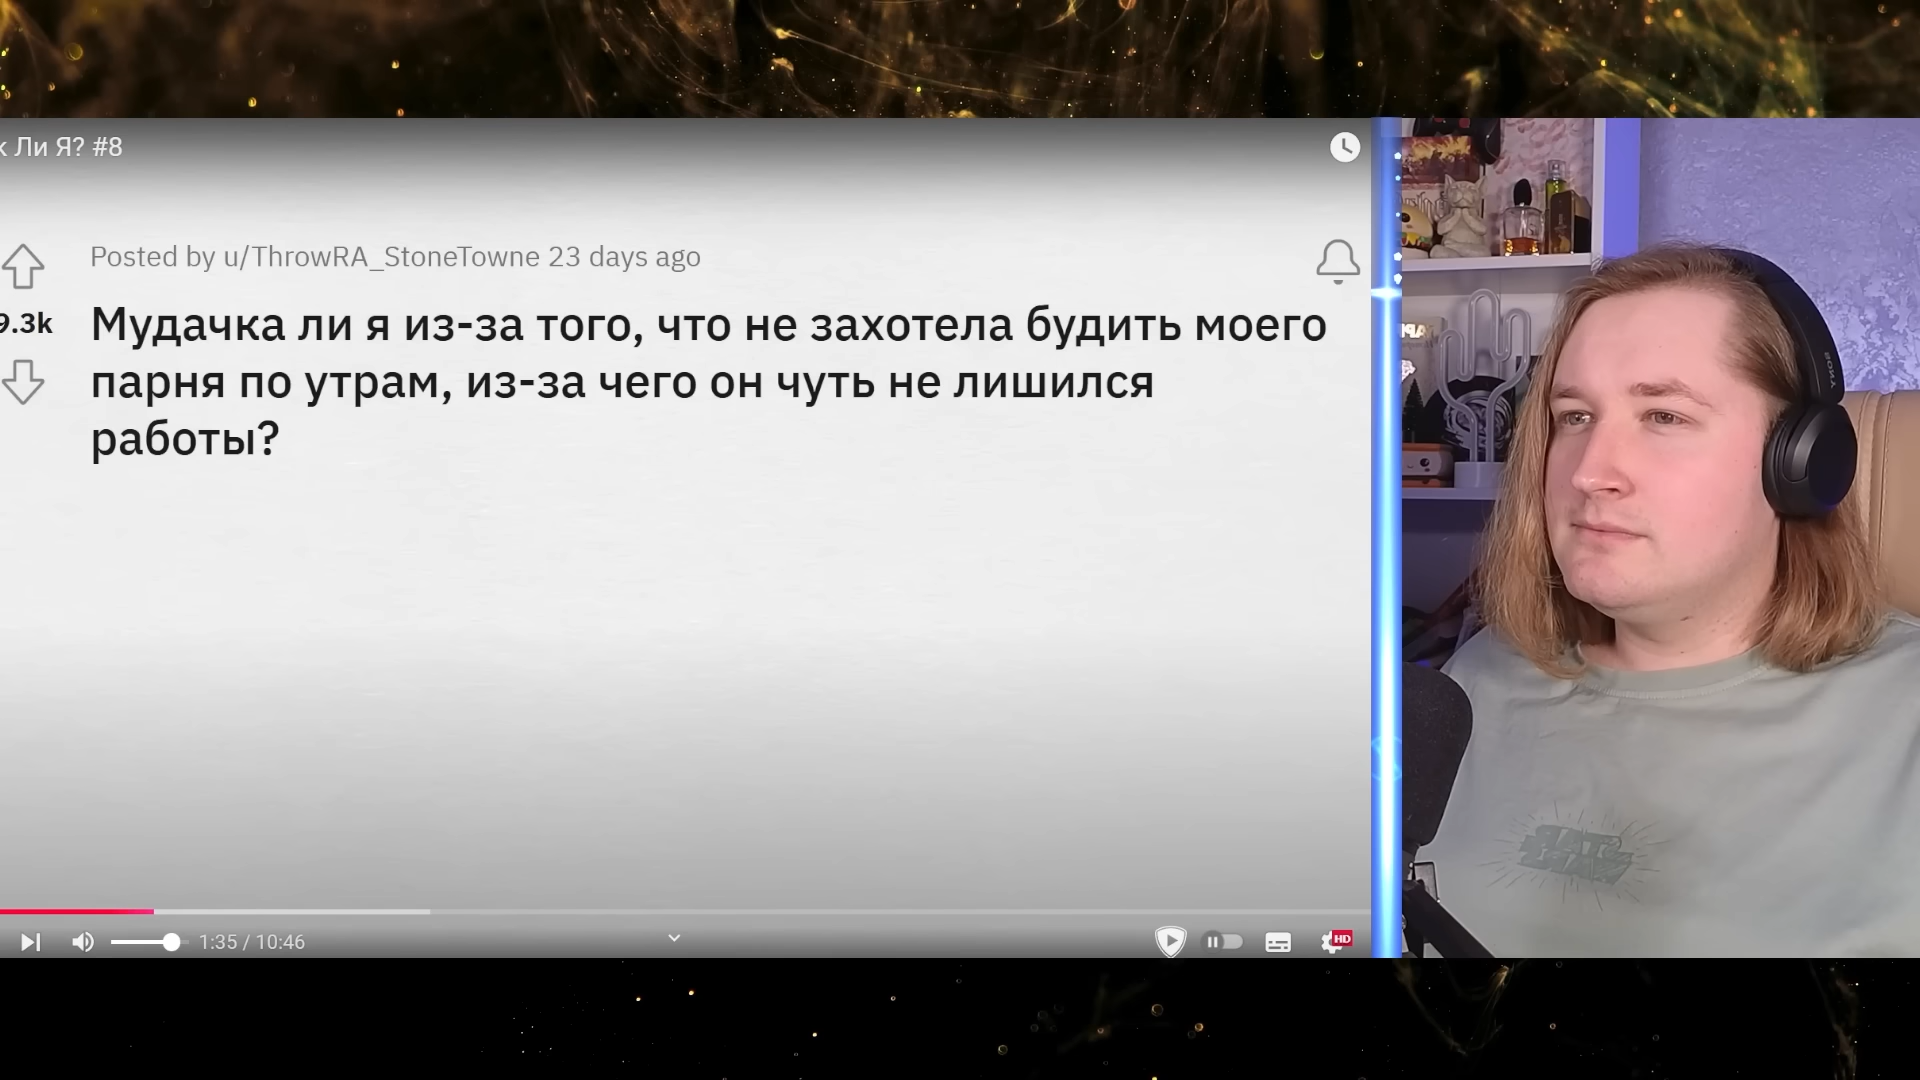 к Ли Я? #8
Posted by u/ThrowRA_StoneTowne 23 days ago
9.3k
Мудачка ли я из-за того, что не захотела будить моего
парня по утрам, из-за чего он чуть не лишился
работы?
1:35 / 10:46
HD
SONY